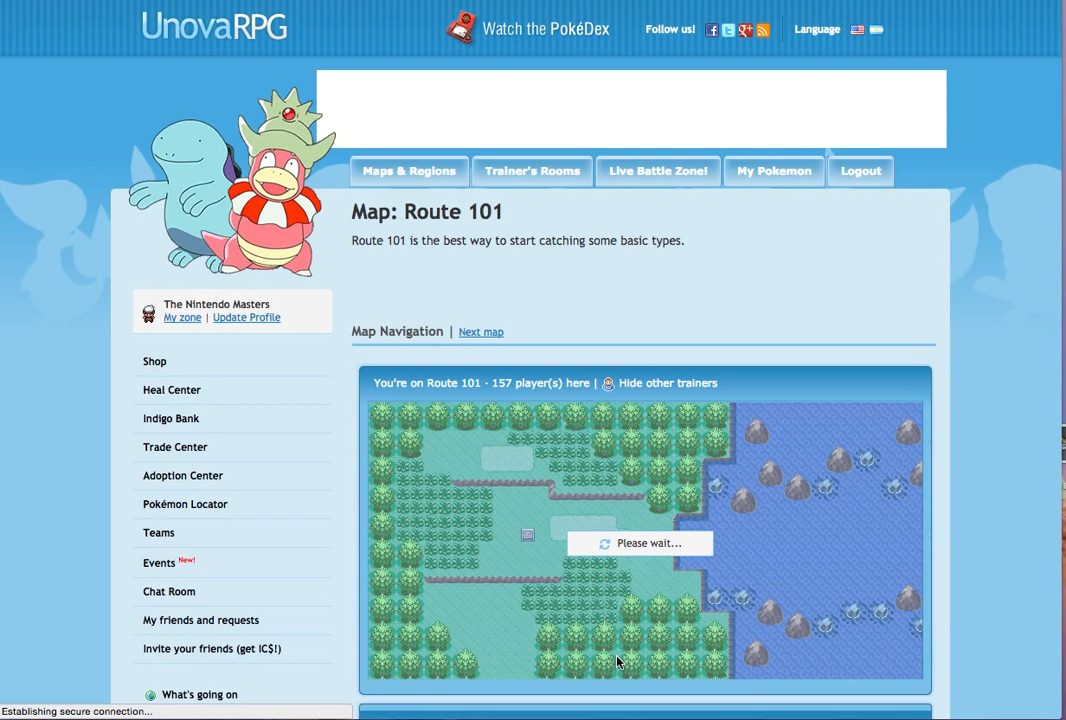 UnovaRPG
Watch the PokéDex
Follow us!
Language
Maps & Regions
Trainer's Rooms
Live Battle Zone!
My Pokemon
Logout
Map: Route 101
Route 101 is the best way to start catching some basic types.
The Nintendo Masters
My zone | Update Profile
Map Navigation | Next map
Shop
Heal Center
Indigo Bank
Trade Center
Adoption Center
Pokémon Locator
Teams
Events New!
Chat Room
My friends and requests
Invite your friends (get IC$!)
What's going on
You're on Route 101 - 157 player(s) here | Hide other trainers
Please wait...
Establishing secure connection...